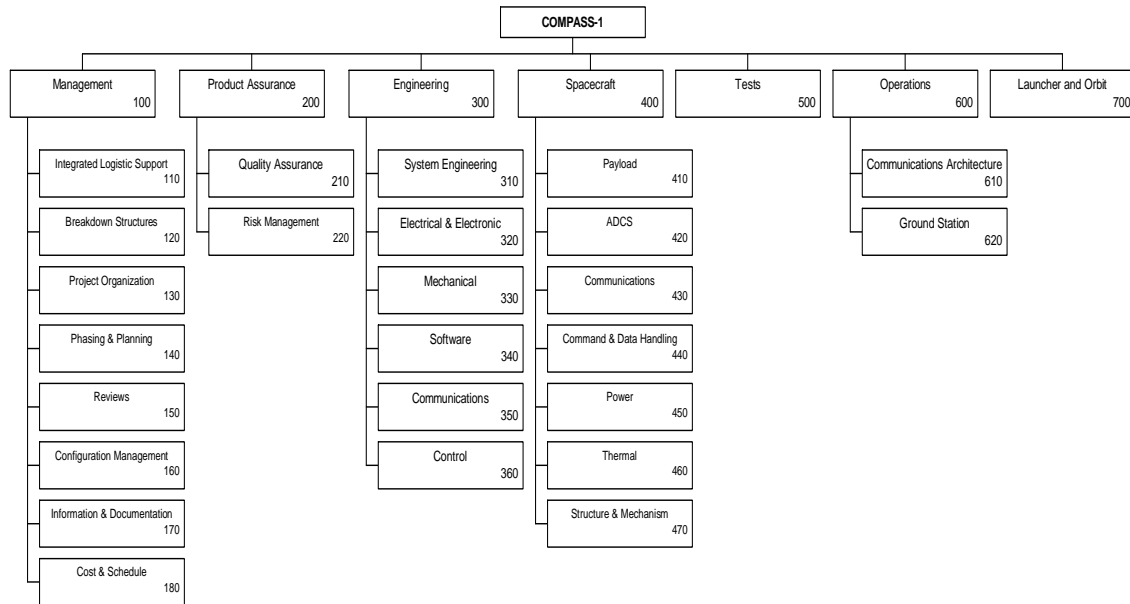 COMPASS-1
Management
100
Product Assurance
200
Engineering
300
Spacecraft
400
Tests
500
Operations
600
Launcher and Orbit
700
Integrated Logistic Support
110
Breakdown Structures
120
Project Organization
130
Phasing & Planning
140
Reviews
150
Configuration Management
160
Information & Documentation
170
Cost & Schedule
180
Quality Assurance
210
Risk Management
220
System Engineering
310
Electrical & Electronic
320
Mechanical
330
Software
340
Communications
350
Control
360
Payload
410
ADCS
420
Communications
430
Command & Data Handling
440
Power
450
Thermal
460
Structure & Mechanism
470
Communications Architecture
610
Ground Station
620